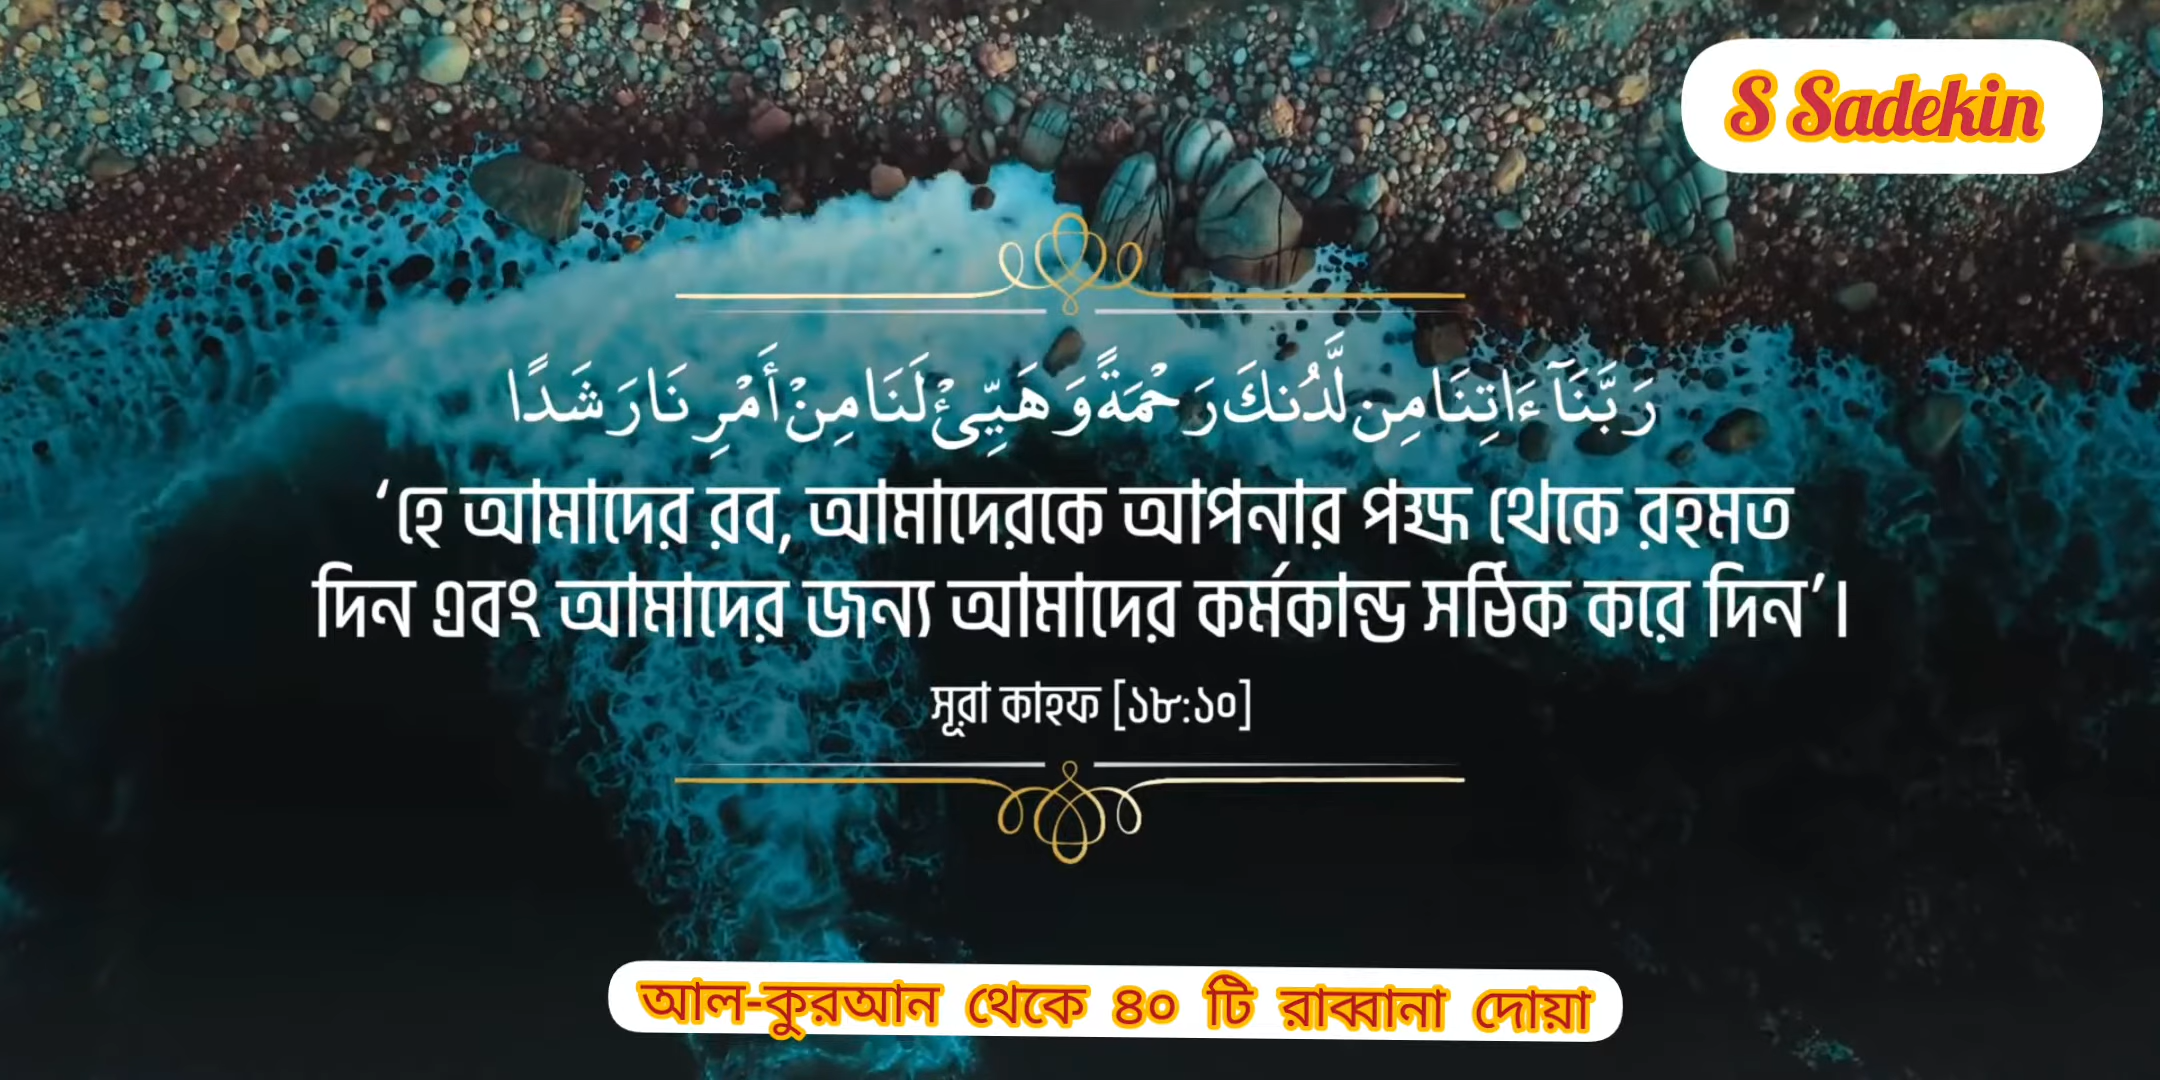 S Sadekin
رَبَّنَآ ءَاتِنَا مِن لَّدُنكَ رَحْمَةً وَهَيِّئْ لَنَا مِنْ أَمْرِنَا رَشَدًا
‘হে আমাদের রব, আমাদেরকে আপনার পক্ষ থেকে রহমত
দিন এবং আমাদের জন্য আমাদের কর্মকান্ড সঠিক করে দিন’।
সূরা কাহফ [১৮:১০]
আল-কুরআন থেকে ৪০ টি রাব্বানা দোয়া